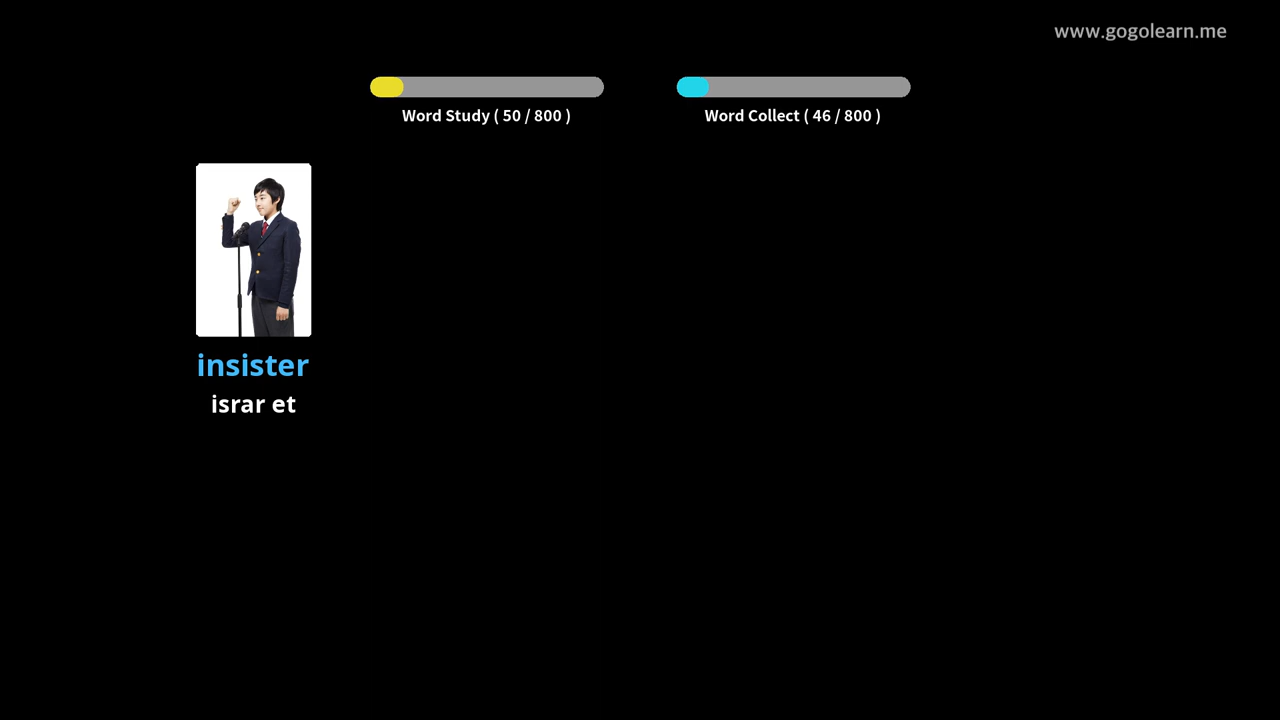 www.gogolearn.me
Word Study ( 50 / 800 )
Word Collect ( 46 / 800 )
insister
israr et